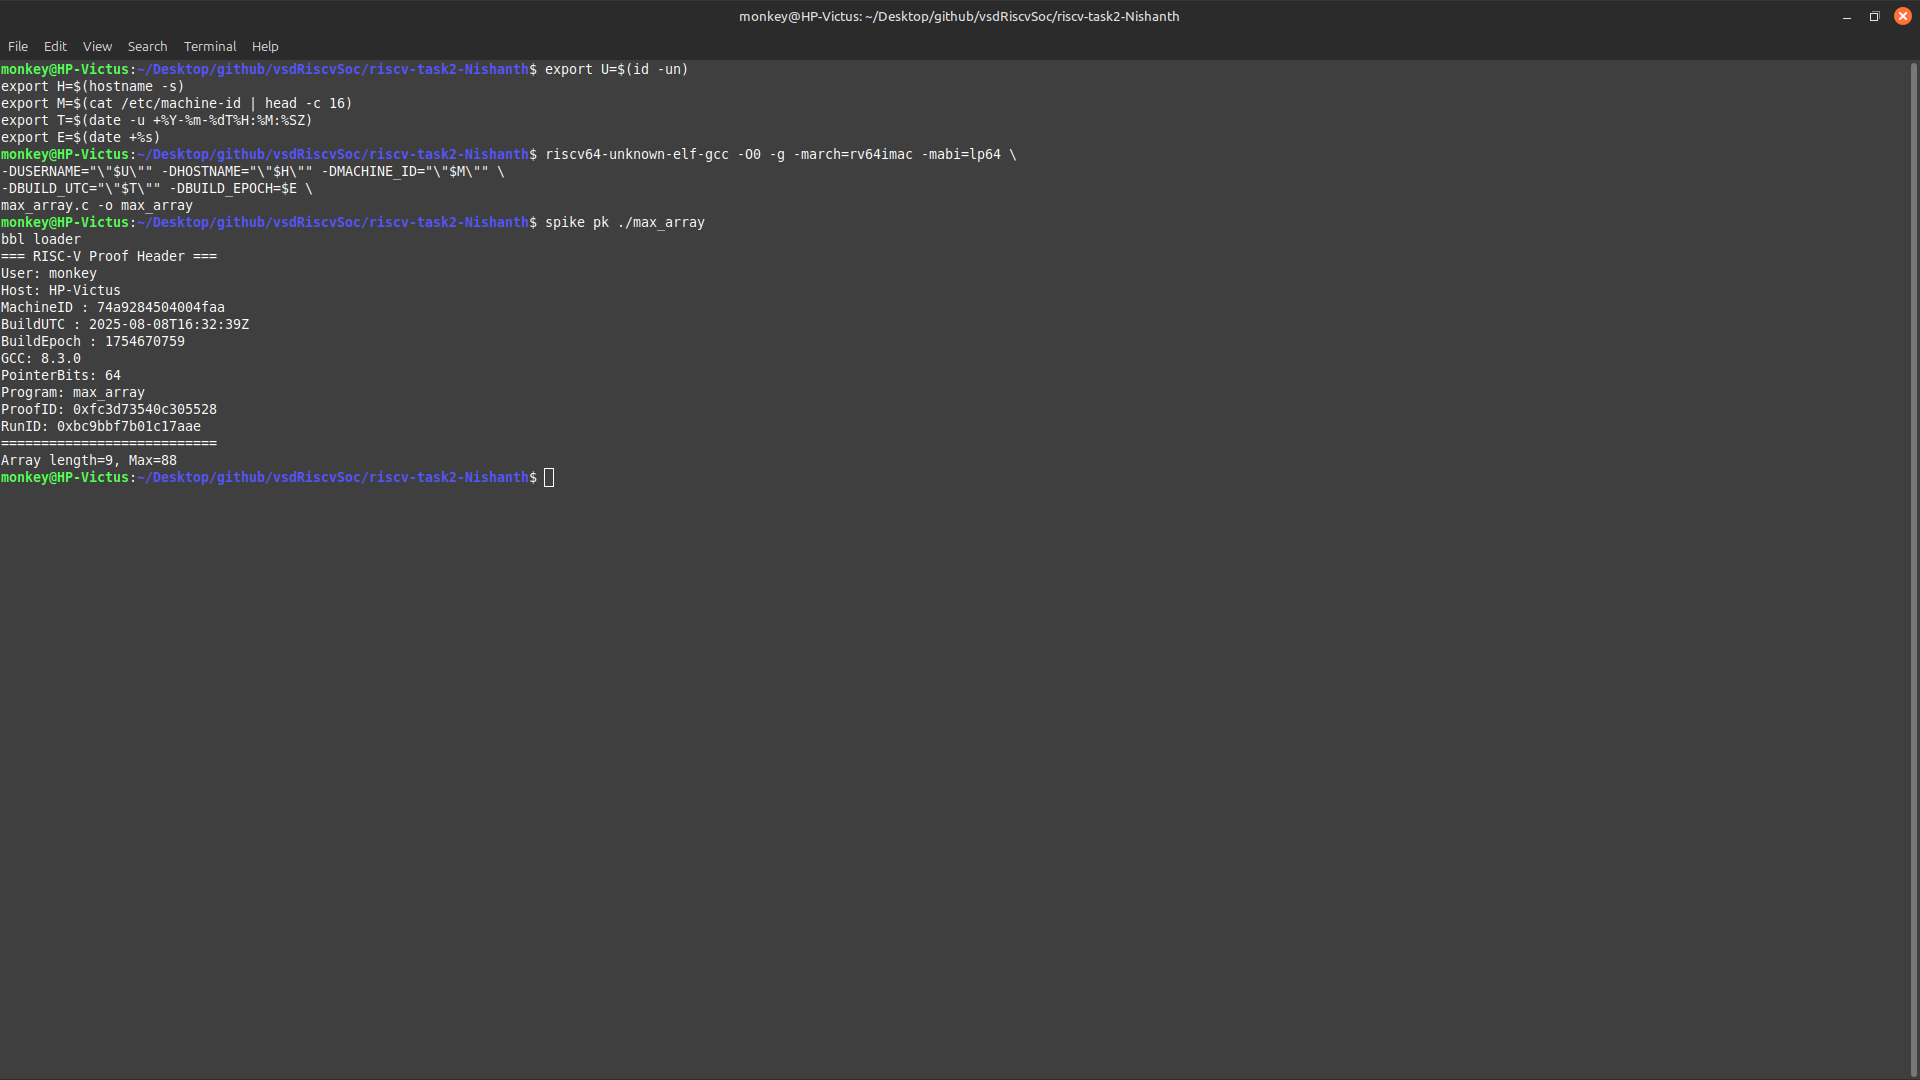 monkey@HP-Victus: ~/Desktop/github/vsdRiscvSoc/riscv-task2-Nishanth
File Edit View Search Terminal Help
monkey@HP-Victus:~/Desktop/github/vsdRiscvSoc/riscv-task2-Nishanth$ export U=$(id -un)
export H=$(hostname -s)
export M=$(cat /etc/machine-id | head -c 16)
export T=$(date -u +%Y-%m-%dT%H:%M:%SZ)
export E=$(date +%s)
monkey@HP-Victus:~/Desktop/github/vsdRiscvSoc/riscv-task2-Nishanth$ riscv64-unknown-elf-gcc -O0 -g -march=rv64imac -mabi=lp64 \
-DUSERNAME="\"$U\"" -DHOSTNAME="\"$H\"" -DMACHINE_ID="\"$M\"" \
-DBUILD_UTC="\"$T\"" -DBUILD_EPOCH=$E \
max_array.c -o max_array
monkey@HP-Victus:~/Desktop/github/vsdRiscvSoc/riscv-task2-Nishanth$ spike pk ./max_array
bbl loader
=== RISC-V Proof Header ===
User: monkey
Host: HP-Victus
MachineID : 74a9284504004faa
BuildUTC : 2025-08-08T16:32:39Z
BuildEpoch : 1754670759
GCC: 8.3.0
PointerBits: 64
Program: max_array
ProofID: 0xfc3d73540c305528
RunID: 0xbc9bbf7b01c17aae
===========================
Array length=9, Max=88
monkey@HP-Victus:~/Desktop/github/vsdRiscvSoc/riscv-task2-Nishanth$